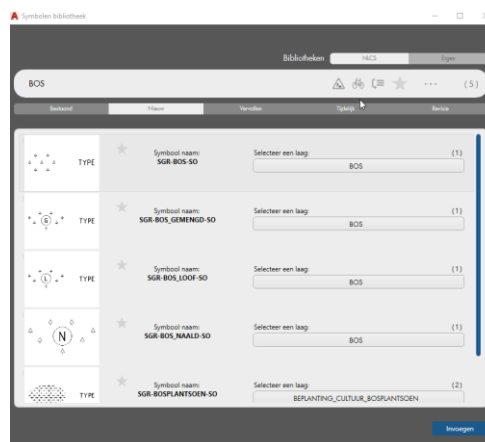 Symbolen bibliotheek
Bibliotheken NLCS Eigen
BOS (5)
Bestaand Nieuw Vervallen Tijdelijk Revisie
TYPE Symbool naam: Selecteer een laag: (1)
SGR-BOS-SO BOS
E TYPE Symbool naam: Selecteer een laag: (1)
SGR-BOS_GEMENGD-SO BOS
L TYPE Symbool naam: Selecteer een laag: (1)
SGR-BOS_LOOF-SO BOS
N Symbool naam: Selecteer een laag: (1)
SGR-BOS_NAALD-SO BOS
TYPE Symbool naam: Selecteer een laag: (2)
SGR-BOSPLANTSOEN-SO BEPLANTING_CULTUUR_BOSPLANTSOEN
Invoegen